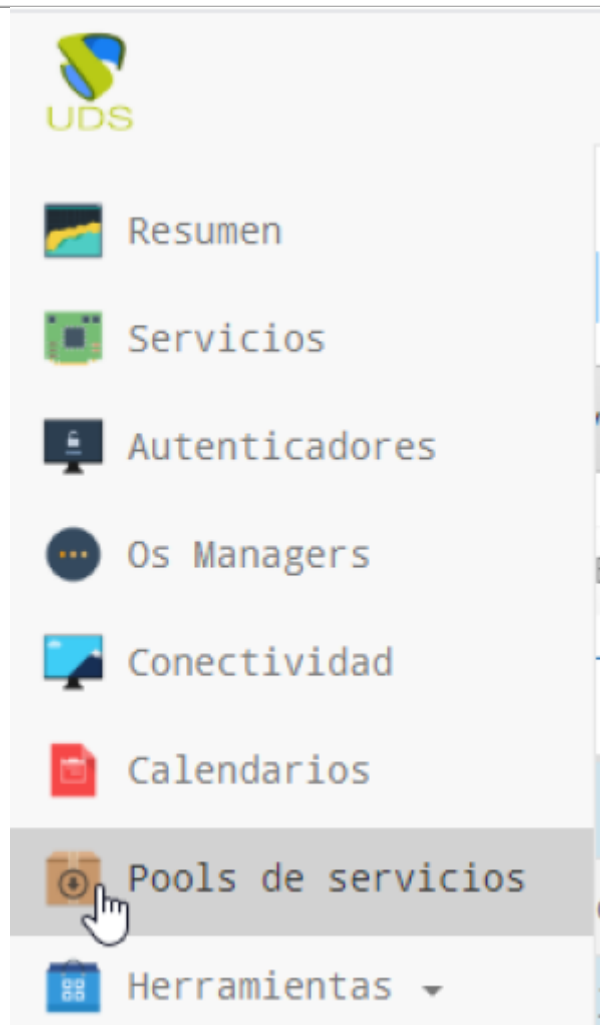 UDS
Resumen
Servicios
Autenticadores
Os Managers
Conectividad
Calendarios
Pools de servicios
Herramientas